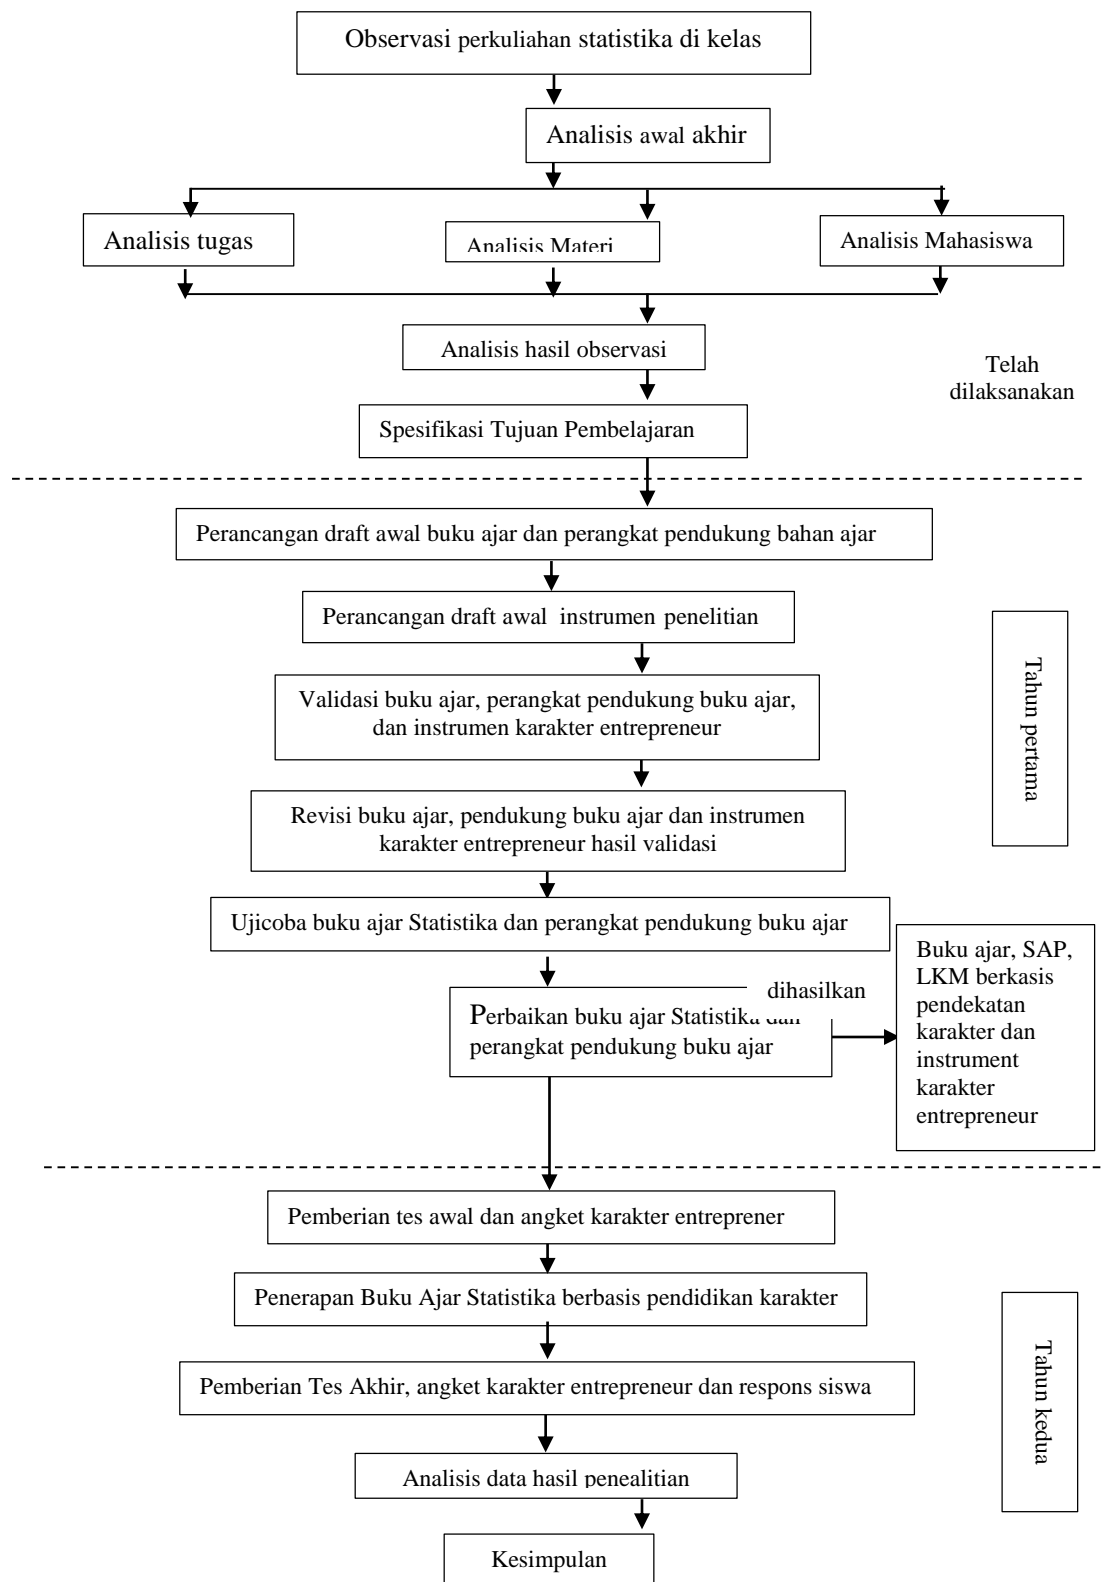 Observasi perkuliahan statistika di kelas
Analisis awal akhir
Analisis tugas
Analisis Materi
Analisis Mahasiswa
Analisis hasil observasi
Telah
dilaksanakan
Spesifikasi Tujuan Pembelajaran
Perancangan draft awal buku ajar dan perangkat pendukung bahan ajar
Perancangan draft awal instrumen penelitian
Tahun pertama
Validasi buku ajar, perangkat pendukung buku ajar,
dan instrumen karakter entrepreneur
Revisi buku ajar, pendukung buku ajar dan instrumen
karakter entrepreneur hasil validasi
Ujicoba buku ajar Statistika dan perangkat pendukung buku ajar
dihasilkan
Perbaikan buku ajar Statistika dan
perangkat pendukung buku ajar
Buku ajar, SAP,
LKM berkasis
pendekatan
karakter dan
instrument
karakter
entrepreneur
Pemberian tes awal dan angket karakter entreprener
Penerapan Buku Ajar Statistika berbasis pendidikan karakter
Tahun kedua
Pemberian Tes Akhir, angket karakter entrepreneur dan respons siswa
Analisis data hasil penealitian
Kesimpulan